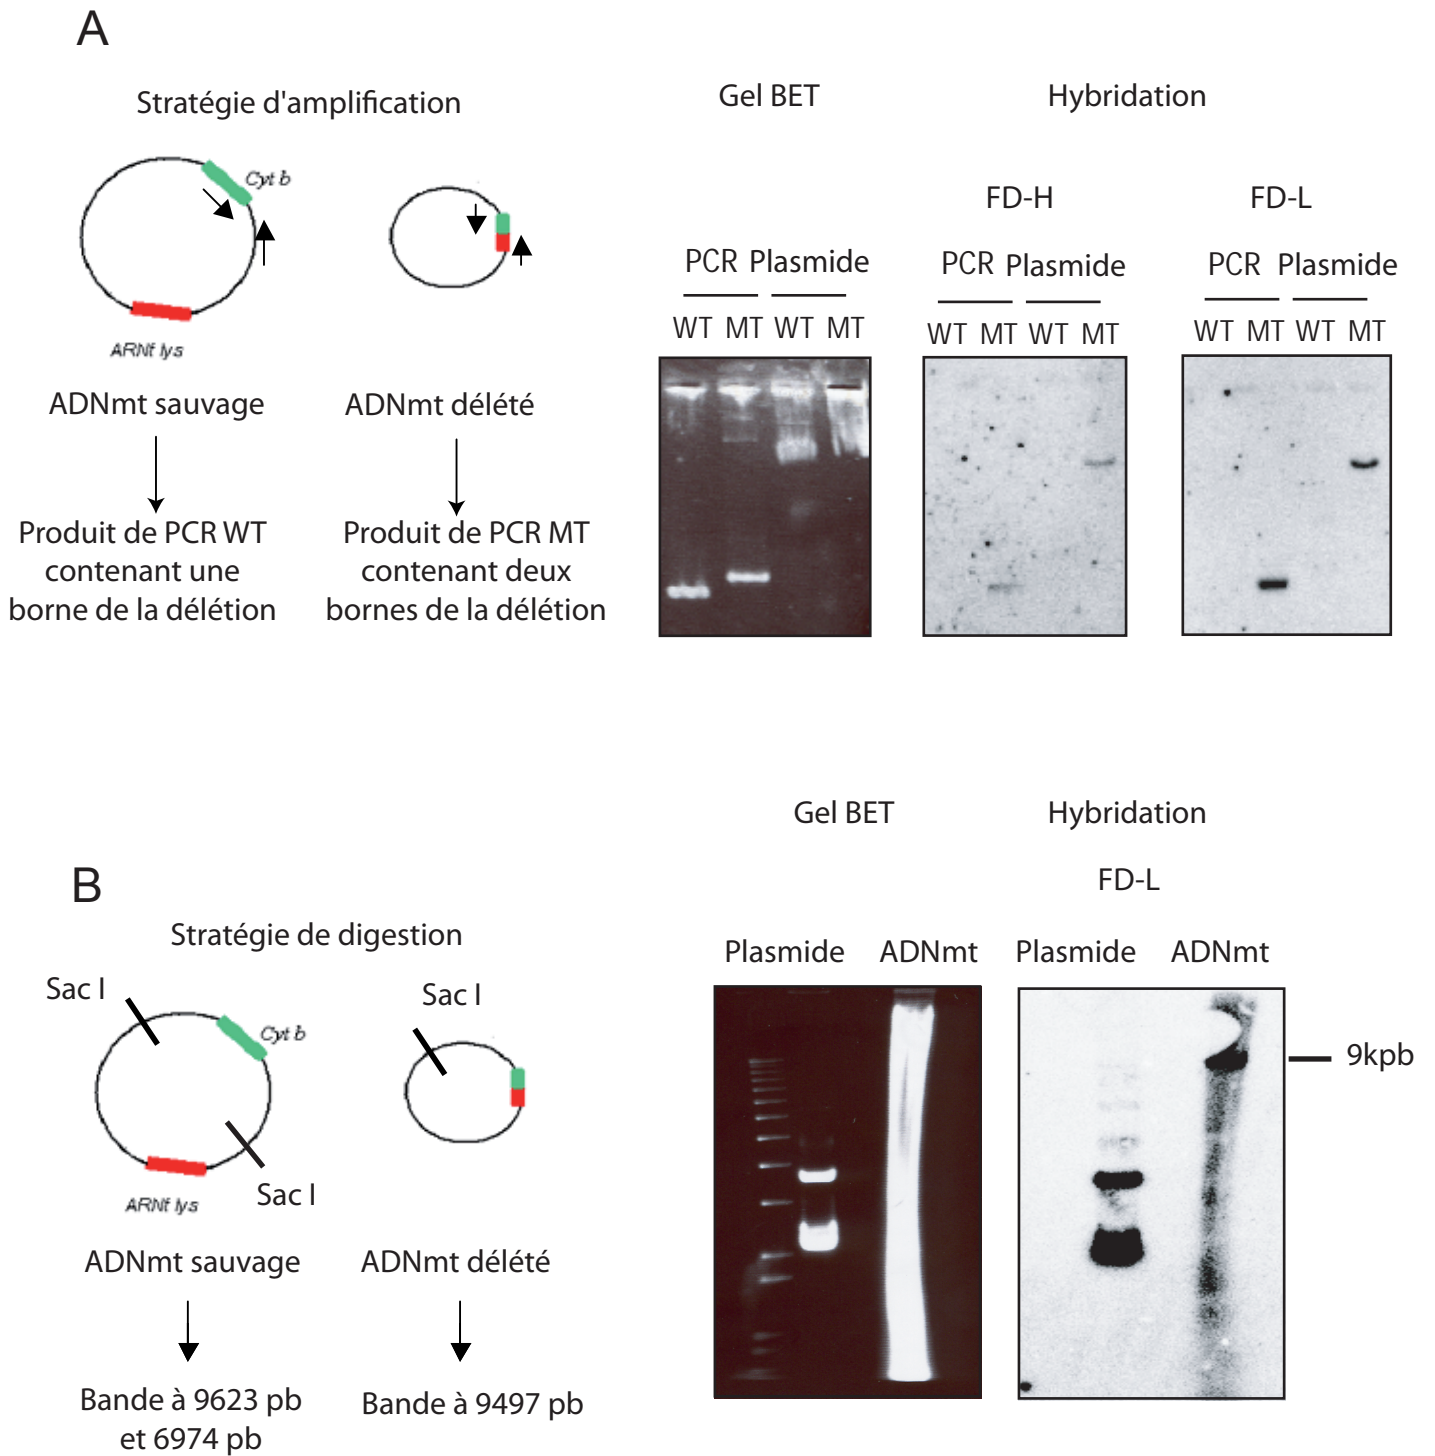 A
Stratégie d'amplification
Gel BET
Hybridation
Cyt b
ARNt lys
FD-H
FD-L
PCR Plasmide
PCR Plasmide
PCR Plasmide
WT MT WT MT
WT MT WT MT
WT MT WT MT
ADNmt sauvage
ADNmt délété
Produit de PCR WT
contenant une
borne de la délétion
Produit de PCR MT
contenant deux
bornes de la délétion
B
Stratégie de digestion
Gel BET
Hybridation
FD-L
Plasmide
ADNmt
Plasmide
ADNmt
Sac I
Cyt b
Sac I
ARNt lys
Sac I
9kpb
ADNmt sauvage
ADNmt délété
Bande à 9623 pb
et 6974 pb
Bande à 9497 pb